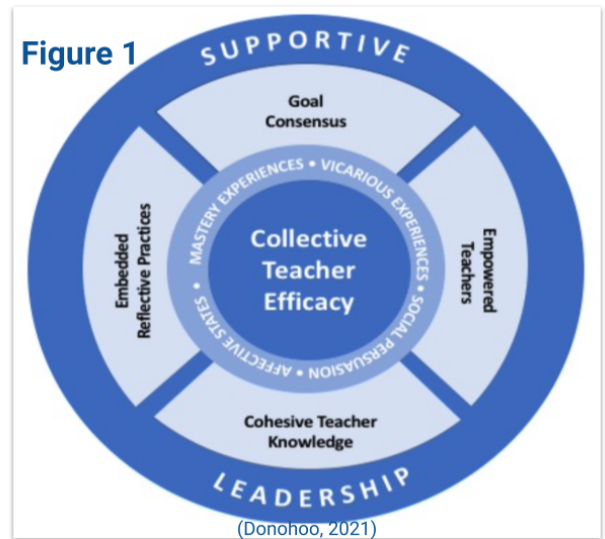 Figure 1
SUPPORTIVE
Goal
Consensus
MASTERY EXPERIENCES • VICARIOUS EXPERIENCES • SOCIAL PERSUASION • AFFECTIVE STATES •
Embedded
Reflective Practices
Collective
Teacher
Efficacy
Empowered
Teachers
Cohesive Teacher
Knowledge
LEADERSHIP
(Donohoo, 2021)